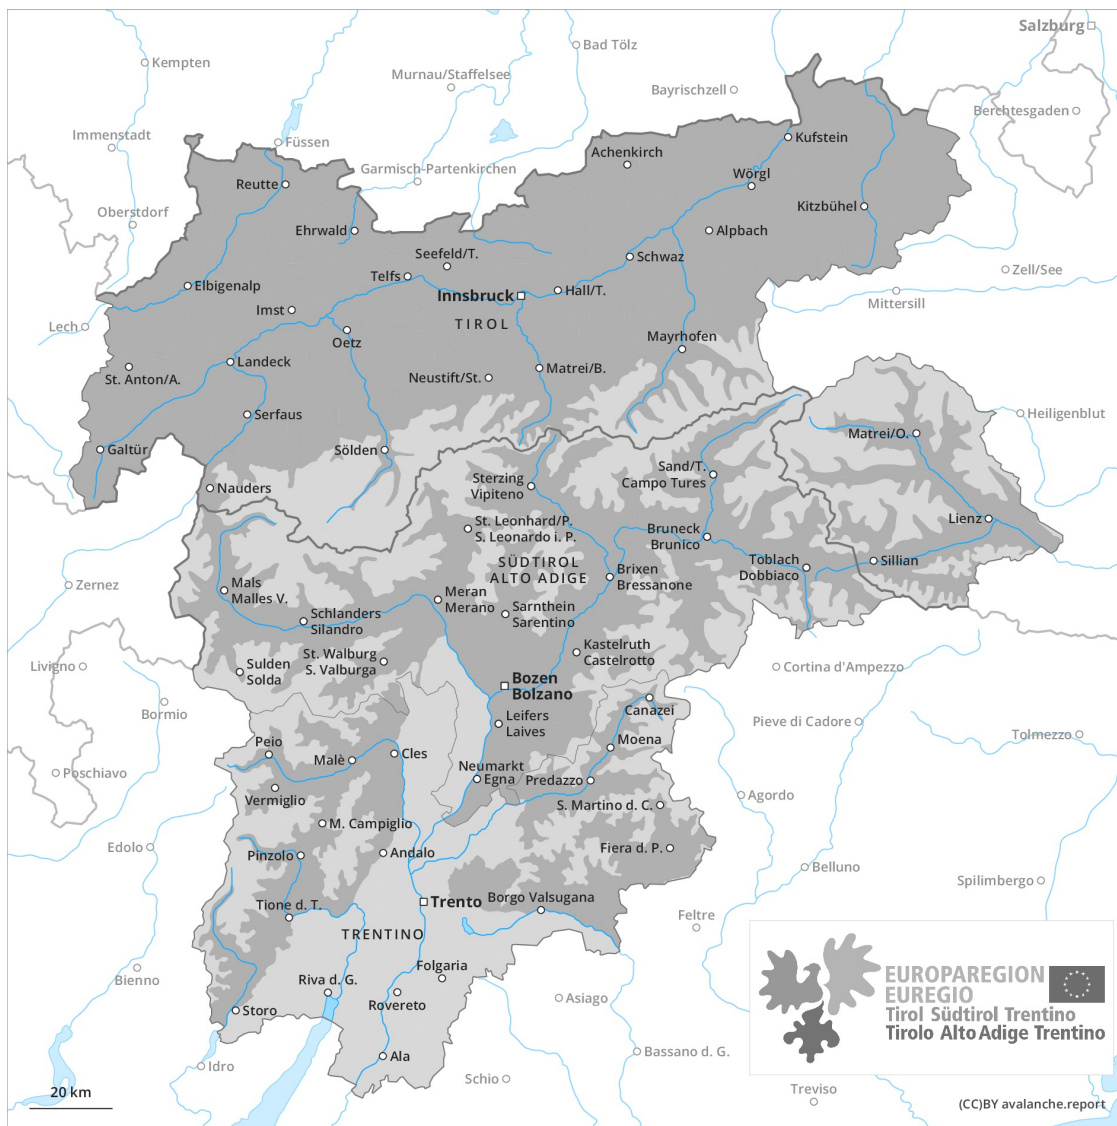 Salzburg
Bad Tölz
Kempten
Murnau/Staffelsee
Bayrischzell
Berchtesgaden
Immenstadt
Füssen
Kufstein
Achenkirch
Garmisch-Partenkirchen
Wörgl
Reutte
Kitzbühel
Oberstdorf
Ehrwald
Alpbach
Seefeld/T.
Schwaz
Zell/See
Telfs
Elbigenalp
Innsbruck
Hall/T.
Mittersill
Imst
TIROL
Lech
Oetz
Mayrhofen
Landeck
Matrei/B.
St. Anton/A.
Neustift/St.
Serfaus
Heiligenblut
Matrei/O.
Galtür
Sölden
Sand/T.
Campo Tures
Sterzing
Vipiteno
Nauders
St. Leonhard/P.
S. Leonardo i. P.
Lienz
Bruneck
Brunico
SÜDTIROL
ALTO ADIGE
Toblach
Dobbiaco
Sillian
Brixen
Bressanone
Zernez
Mals
Malles V.
Meran
Merano
Sarnthein
Sarentino
Schlanders
Silandro
Kastelruth
Castelrotto
St. Walburg
S. Valburga
Livigno
Sulden
Solda
Cortina d'Ampezzo
Bozen
Bolzano
Bormio
Canazei
Leifers
Laives
Pieve di Cadore
Tolmezzo
Peio
Malè
Cles
Moena
Poschiavo
Neumarkt
Egna
Predazzo
Vermiglio
Agordo
S. Martino d. C.
M. Campiglio
Edolo
Pinzolo
Andalo
Fiera d. P.
Belluno
Spilimbergo
Tione d. T.
Trento
Borgo Valsugana
Feltre
TRENTINO
Folgaria
Bienno
Riva d. G.
Rovereto
Asiago
Storo
EUROPAREGION
EUREGIO
Tirol Südtirol Trentino
Tirolo Alto Adige Trentino
Ala
Bassano d. G.
Idro
Schio
Treviso
20 km
(CC)BY avalanche.report